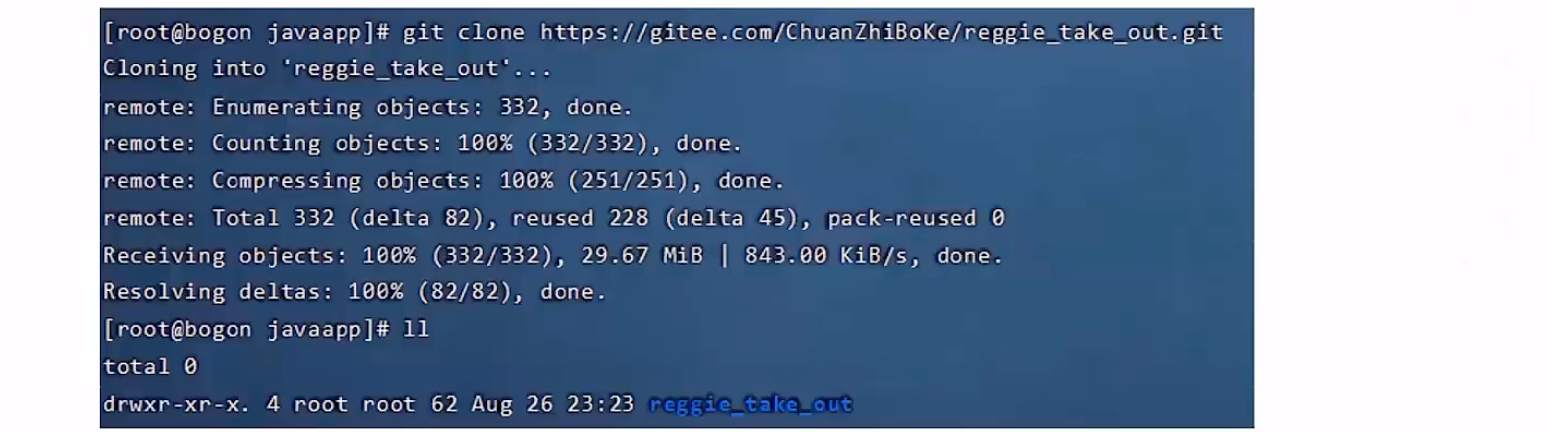 [root@bogon javaapp]# git clone https://gitee.com/ChuanZhiBoKe/reggie_take_out.git
Cloning into 'reggie_take_out'...
remote: Enumerating objects: 332, done.
remote: Counting objects: 100% (332/332), done.
remote: Compressing objects: 100% (251/251), done.
remote: Total 332 (delta 82), reused 228 (delta 45), pack-reused 0
Receiving objects: 100% (332/332), 29.67 MiB | 843.00 KiB/s, done.
Resolving deltas: 100% (82/82), done.
[root@bogon javaapp]# ll
total 0
drwxr-xr-x. 4 root root 62 Aug 26 23:23 reggie_take_out